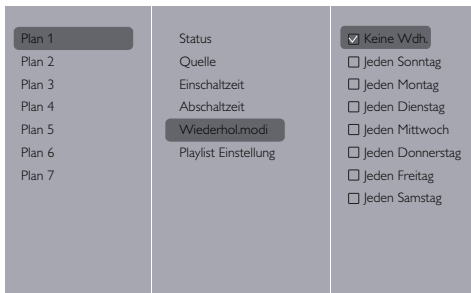 Plan 1
Plan 2
Plan 3
Plan 4
Plan 5
Plan 6
Plan 7
Status
Quelle
Einschaltzeit
Abschaltzeit
Wiederhol.modi
Playlist Einstellung
Keine Wdh.
Jeden Sonntag
Jeden Montag
Jeden Dienstag
Jeden Mittwoch
Jeden Donnerstag
Jeden Freitag
Jeden Samstag